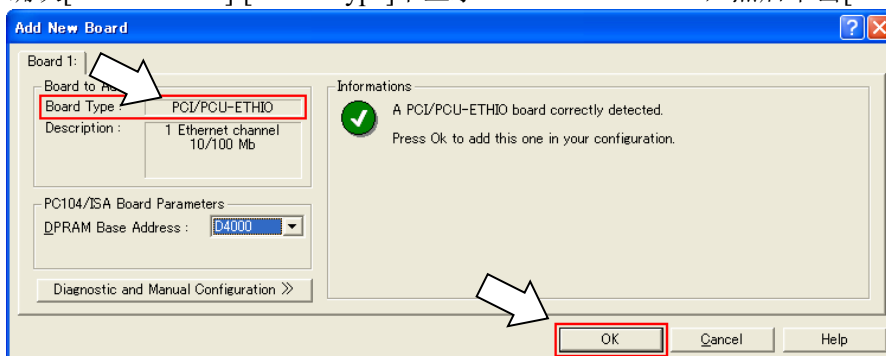 Add New Board
Board 1:
Board to A
Informations
Board Type : PCI/PCU-ETHIO
A PCI/PCU-ETHIO board correctly detected.
Description : 1 Ethernet channel
10/100 Mb
Press Ok to add this one in your configuration.
PC104/ISA Board Parameters
DPRAM Base Address : D4000
Diagnostic and Manual Configuration >>
OK Cancel Help